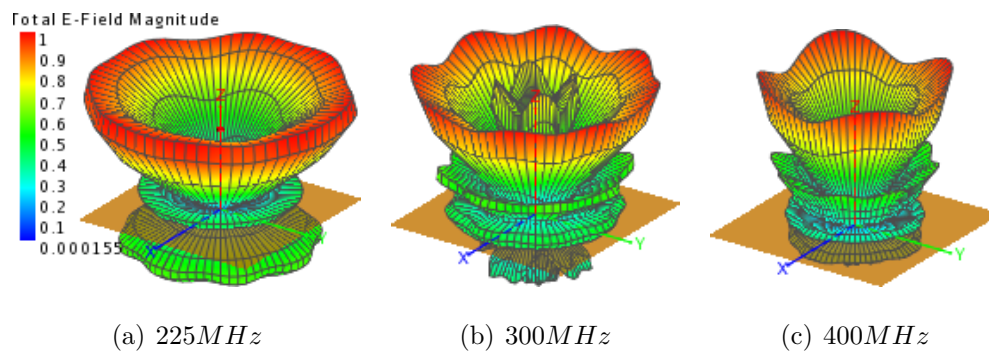 Total E-Field Magnitude
1
0.9
0.8
0.7
0.6
0.5
0.4
0.3
0.2
0.1
0.000155
Z
X
Y
Z
X
Y
Z
X
Y
(a) 225MHz
(b) 300MHz
(c) 400MHz